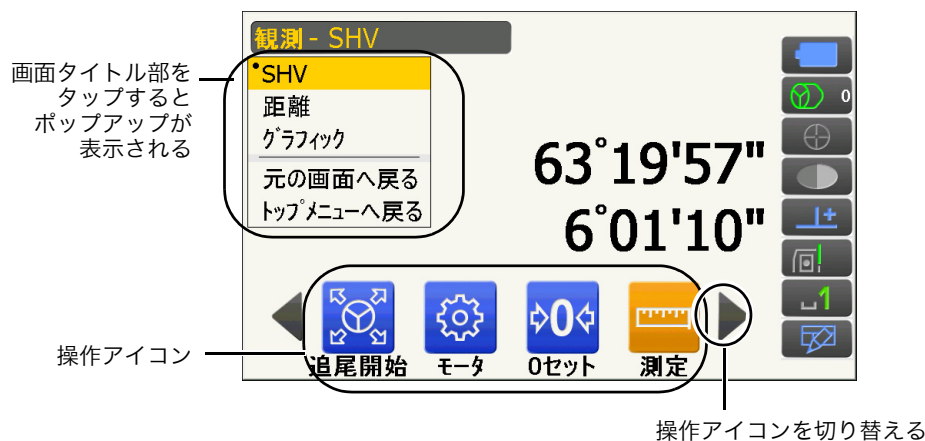 観測 - SHV
画面タイトル部を
タップすると
ポップアップが
表示される
•SHV
距離
グラフィック
元の画面へ戻る
トップメニューへ戻る
63°19'57"
6°01'10"
0
1
操作アイコン
追尾開始
モータ
0
0セット
測定
操作アイコンを切り替える